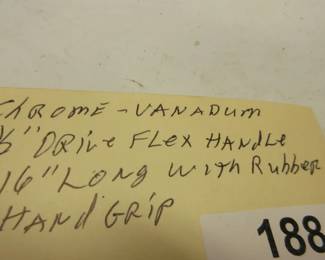 CHROME-VANADUM
DRIVE FLEX HANDLE
16" LONG WITH RUBBER
HAND GRIP
188